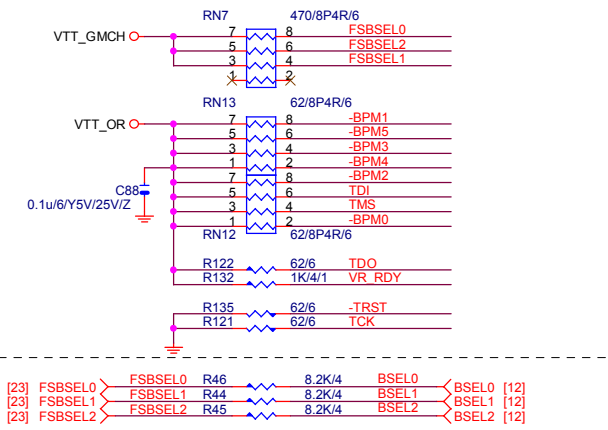 RN7 470/8P4R/6
VTT_GMCH 7 8 FSBSEL0
5 6 FSBSEL2
3 4 FSBSEL1
1 2
RN13 62/8P4R/6
VTT_OR 7 8 -BPM1
5 6 -BPM5
3 4 -BPM3
1 2 -BPM4
7 8 -BPM2
C88 5 6 TDI
0.1u/6/Y5V/25V/Z 3 4 TMS
1 2 -BPM0
RN12 62/8P4R/6
R122 62/6 TDO
R132 1K/4/1 VR_RDY
R135 62/6 -TRST
R121 62/6 TCK
[23] FSBSEL0 FSBSEL0 R46 8.2K/4 BSEL0 BSEL0 [12]
[23] FSBSEL1 FSBSEL1 R44 8.2K/4 BSEL1 BSEL1 [12]
[23] FSBSEL2 FSBSEL2 R45 8.2K/4 BSEL2 BSEL2 [12]